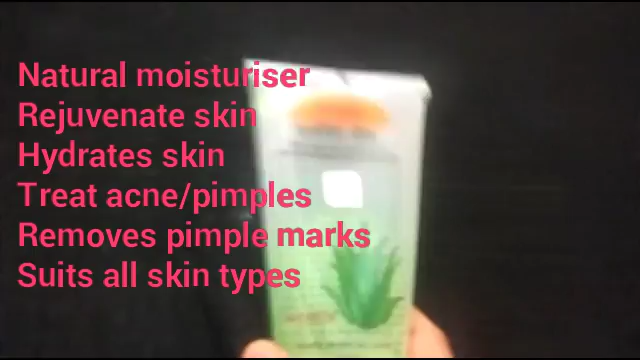 Natural moisturiser
Rejuvenate skin
Hydrates skin
Treat acne/pimples
Removes pimple marks
Suits all skin types